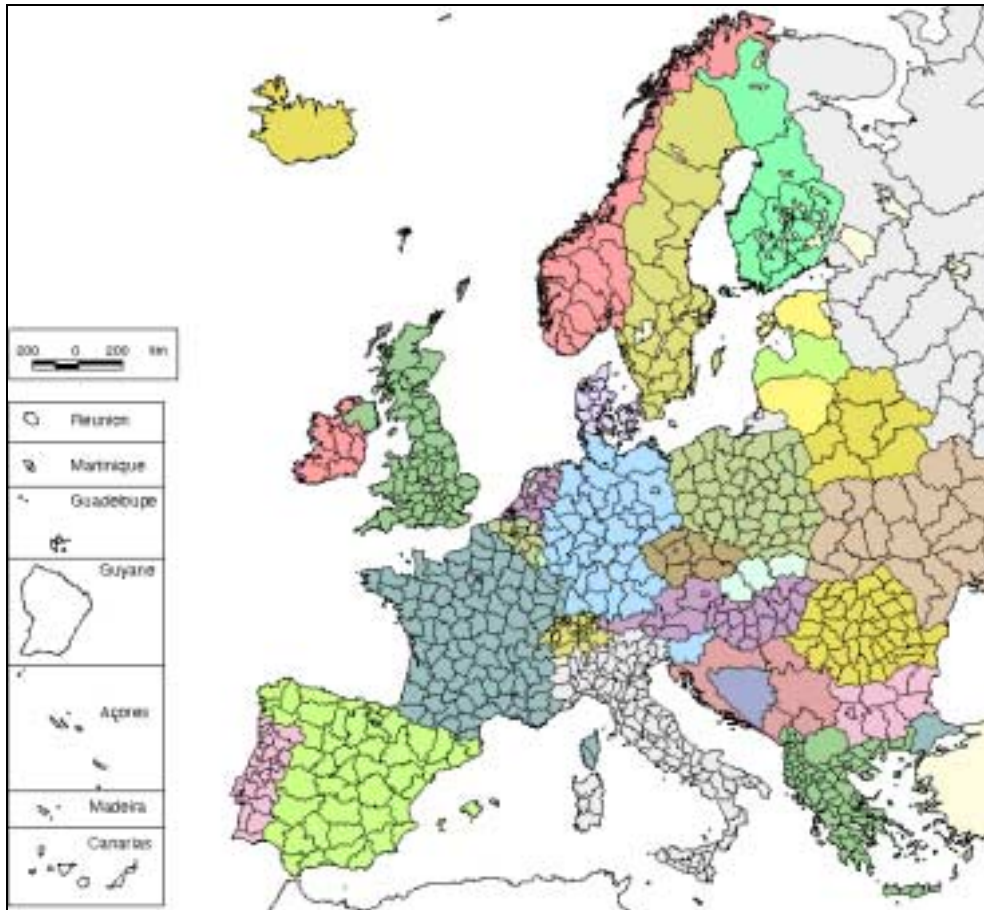 200 0 200 km
Reunion
Martinique
Guadeloupe
Guyane
Açores
Madeira
Canarias